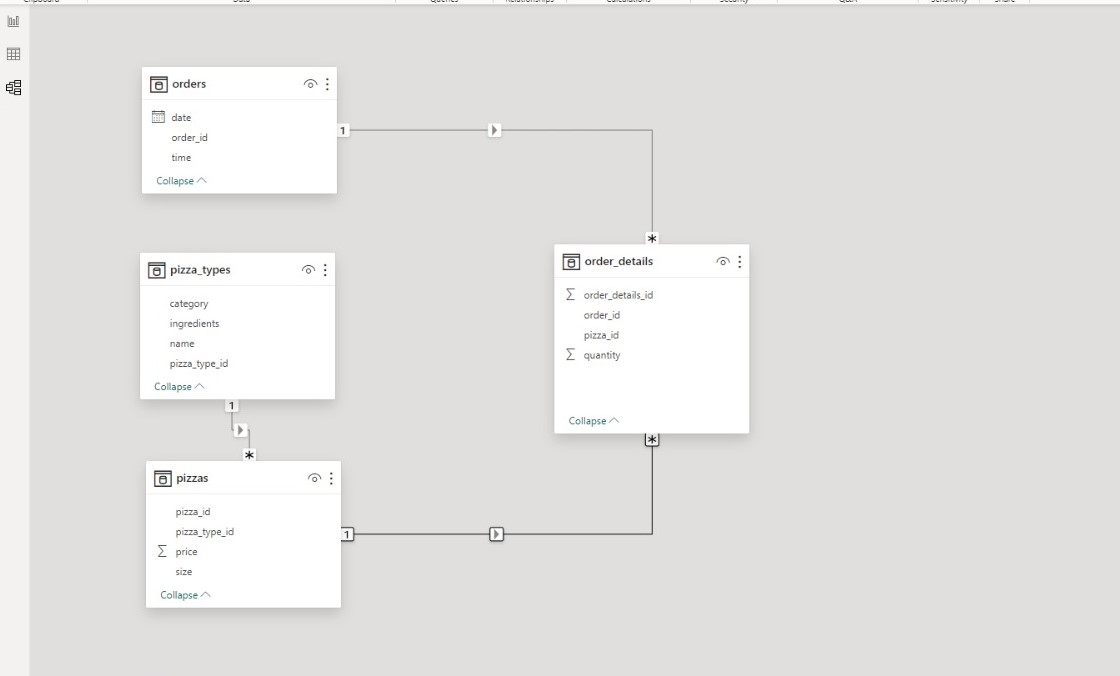 orders
date
order_id
time
Collapse
1
*
pizza_types
category
ingredients
name
pizza_type_id
Collapse
1
*
order_details
Σ order_details_id
order_id
pizza_id
Σ quantity
Collapse
*
pizzas
pizza_id
pizza_type_id
Σ price
size
Collapse
1